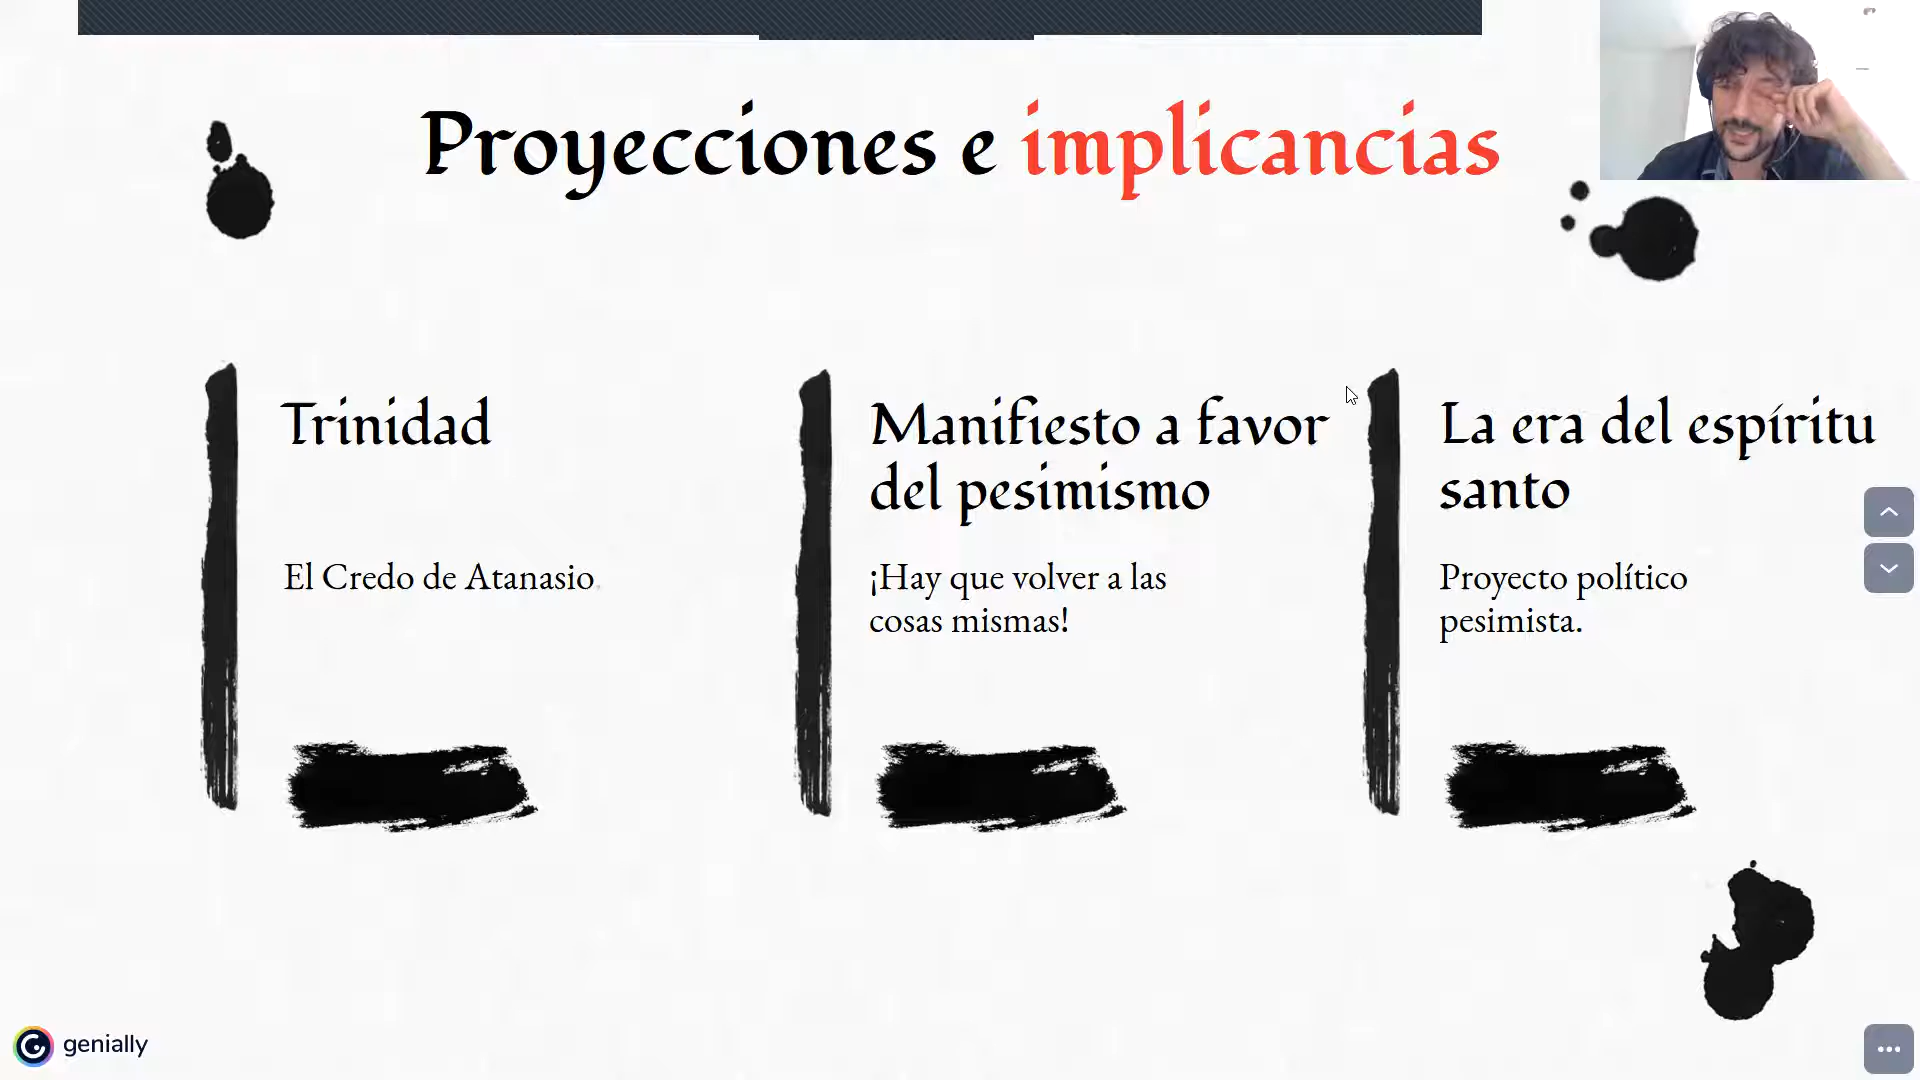 Proyecciones e implicancias
Trinidad
El Credo de Atanasio.
Manifiesto a favor
del pesimismo
¡Hay que volver a las
cosas mismas!
La era del espíritu
santo
Proyecto político
pesimista.
genially